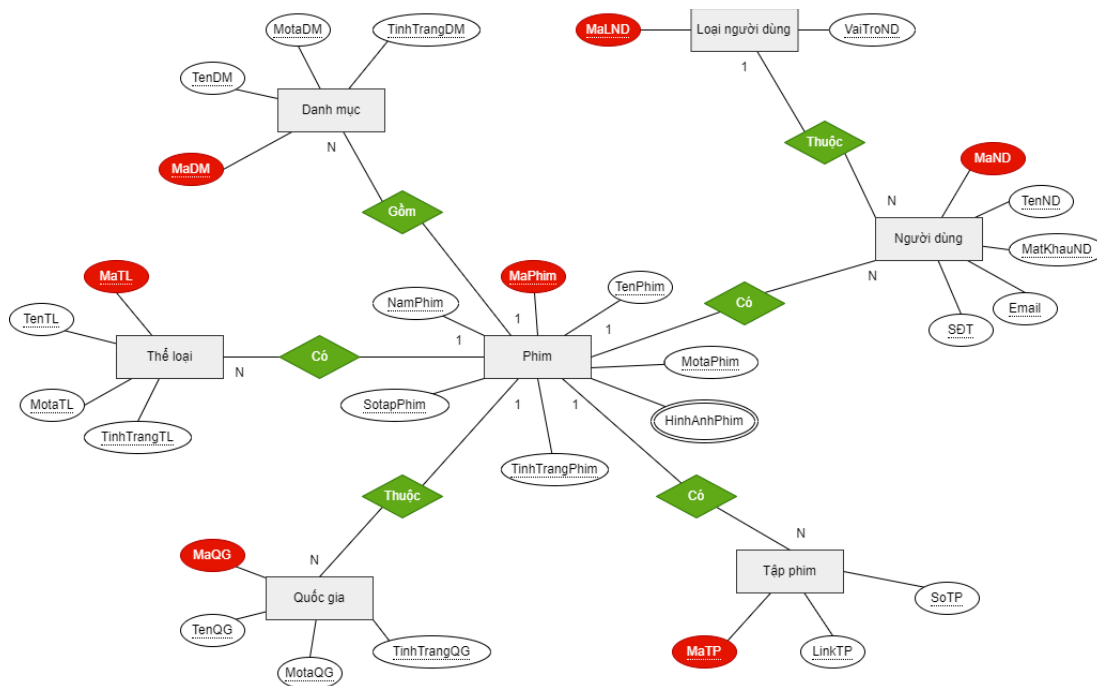 MaLND
Loại người dùng
VaiTroND
MotaDM
TinhTrangDM
TenDM
1
Danh mục
N
Thuộc
MaDM
MaND
TenND
N
Gồm
Người dùng
MatKhauND
N
MaTL
MaPhim
TenPhim
NamPhim
Có
Email
SĐT
TenTL
1
1
1
Thể loại
Có
Phim
N
MotaPhim
MotaTL
SotapPhim
1
1
1
HinhAnhPhim
TinhTrangTL
TinhTrangPhim
Thuộc
Có
N
N
MaQG
Quốc gia
Tập phim
SoTP
TenQG
TinhTrangQG
MaTP
LinkTP
MotaQG